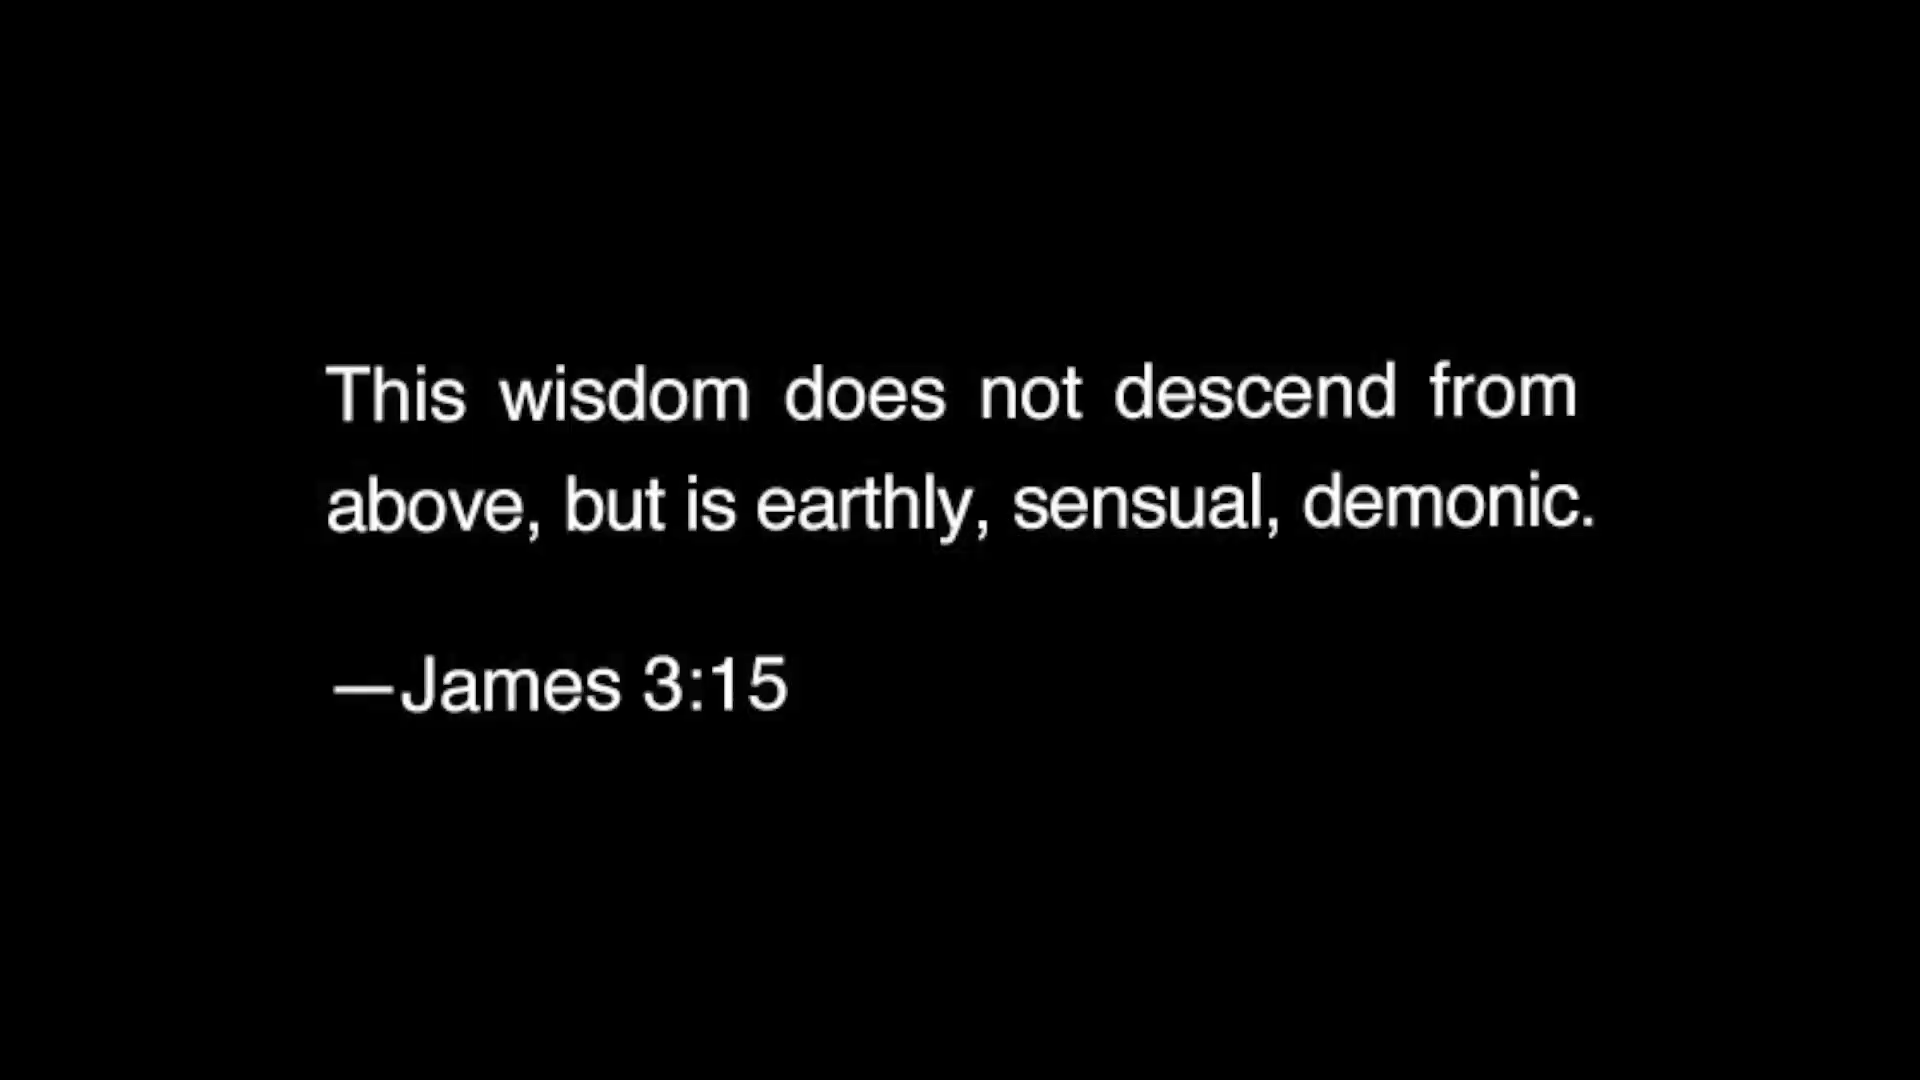 This wisdom does not descend from
above, but is earthly, sensual, demonic.
—James 3:15